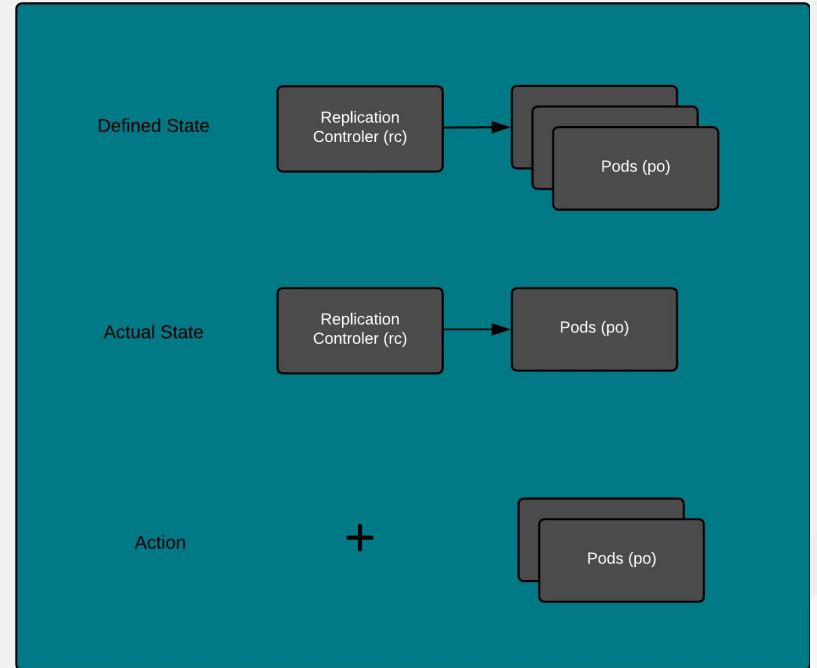 Defined State
Replication
Controler (rc)
Pods (po)
Actual State
Replication
Controler (rc)
Pods (po)
Action
+
Pods (po)